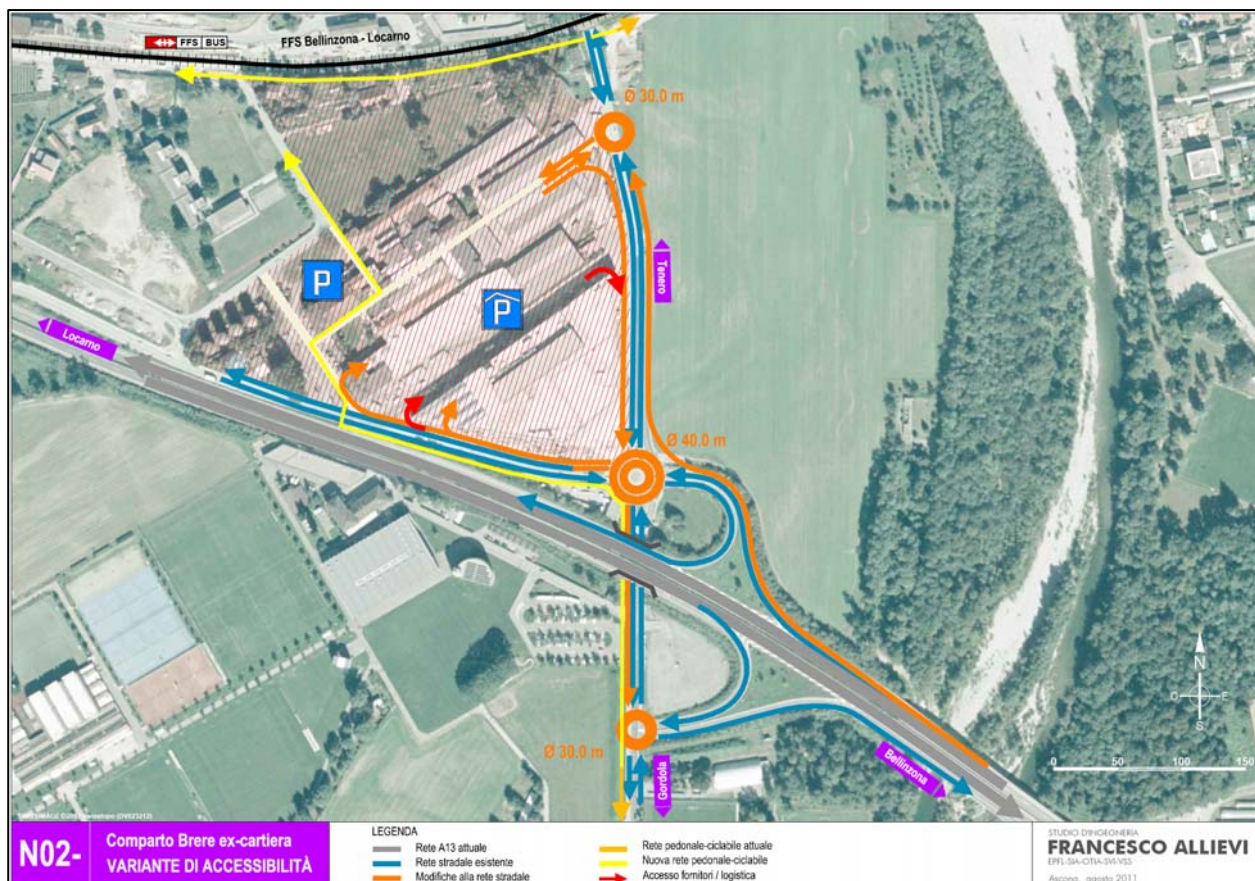 FFS BUS
FFS Bellinzona - Locarno
Ø 30.0 m
Tenero
P
P
Locarno
Ø 40.0 m
Ø 30.0 m
Gordola
Bellinzona
N
O E
S
0 50 100 150
N02-
Comparto Brere ex-cartiera
VARIANTE DI ACCESSIBILITÀ
LEGENDA
Rete A13 attuale
Rete stradale esistente
Modifiche alla rete stradale
Rete pedonale-ciclabile attuale
Nuova rete pedonale-ciclabile
Accesso fornitori / logistica
STUDIO D'INGEGNERIA
FRANCESCO ALLIEVI
EPFL-SIA-OTIA-SVI-VSS
Ascona, agosto 2011